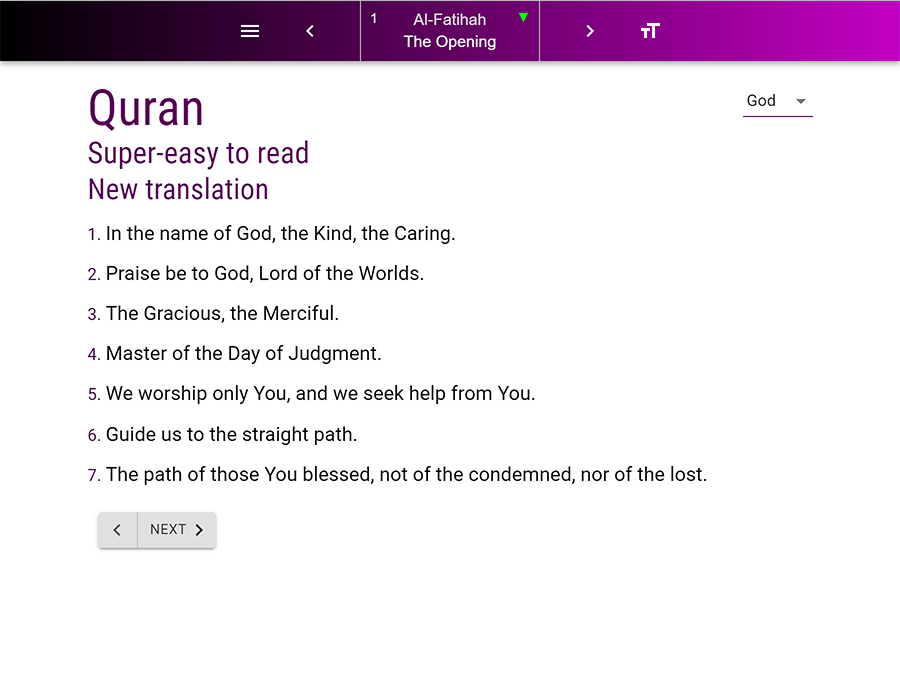 1 Al-Fatihah
The Opening
God
Quran
Super-easy to read
New translation
1. In the name of God, the Kind, the Caring.
2. Praise be to God, Lord of the Worlds.
3. The Gracious, the Merciful.
4. Master of the Day of Judgment.
5. We worship only You, and we seek help from You.
6. Guide us to the straight path.
7. The path of those You blessed, not of the condemned, nor of the lost.
NEXT